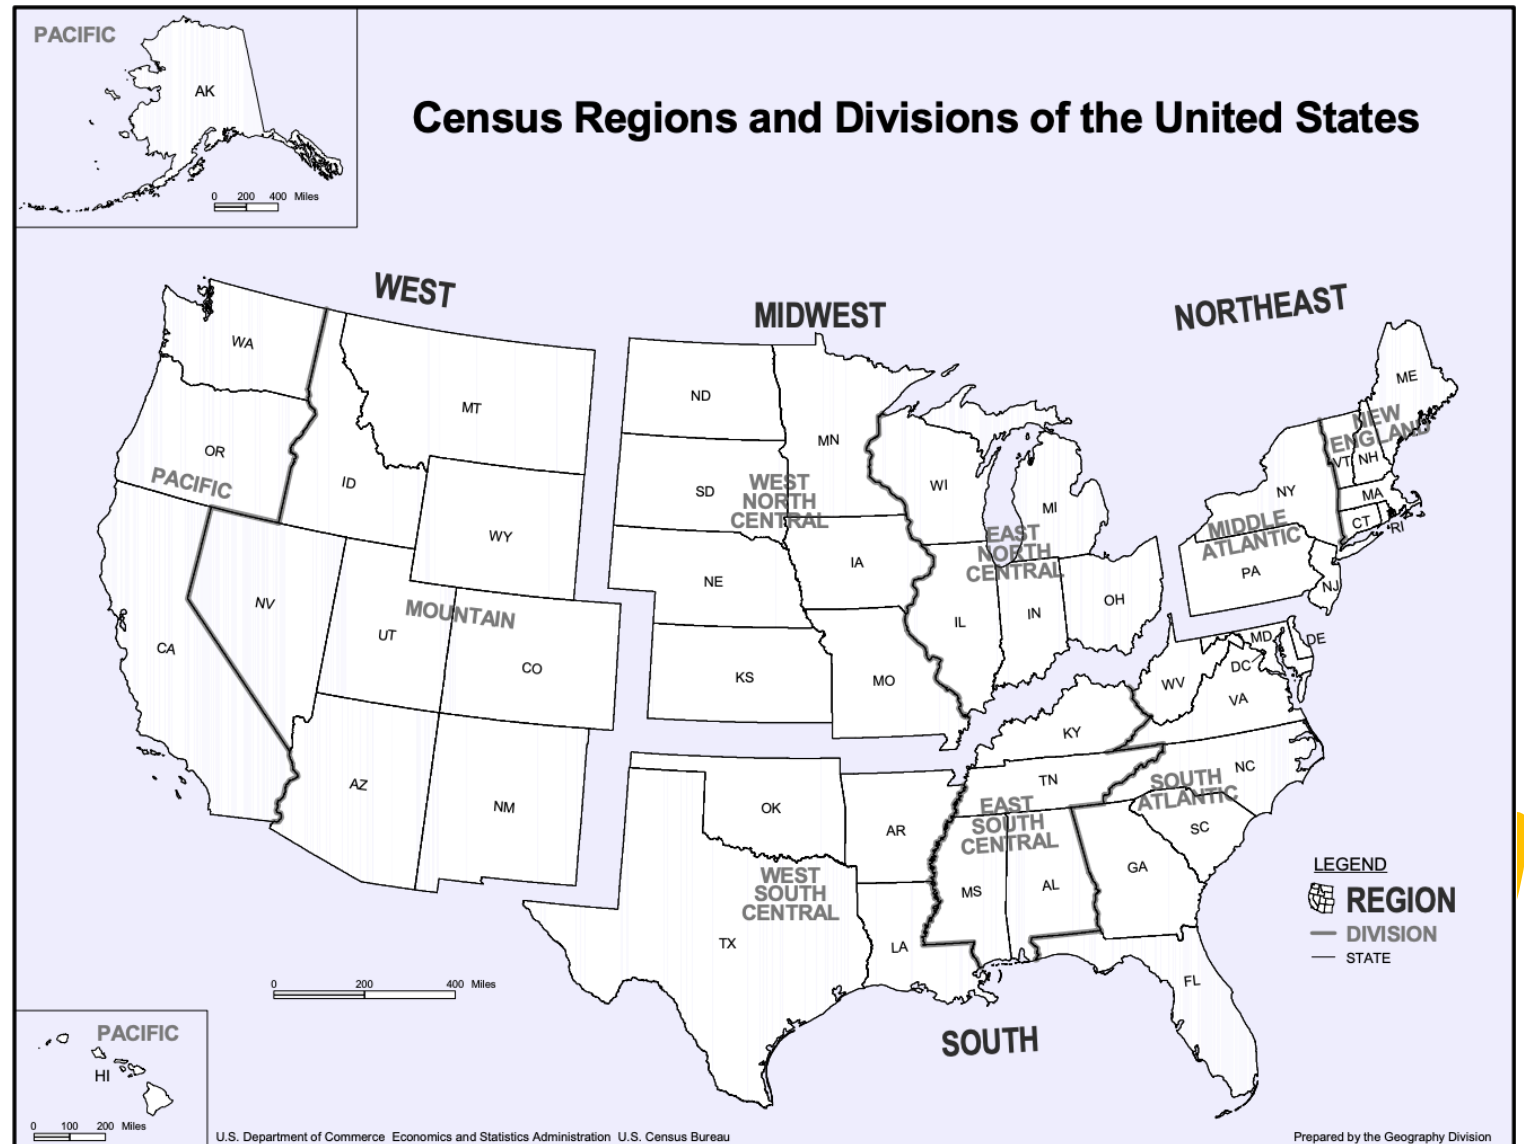 PACIFIC
AK
0 200 400 Miles
Census Regions and Divisions of the United States
WEST
MIDWEST
NORTHEAST
WA
MT
OR
PACIFIC
ID
WY
NV
UT
MOUNTAIN
CO
CA
AZ
NM
ND
MN
SD
WEST
NORTH
CENTRAL
NE
IA
KS
MO
WI
MI
EAST
NORTH
CENTRAL
IL
IN
OH
ME
NEW
ENGLAND
VT
NH
MA
CT
RI
NY
MIDDLE
ATLANTIC
PA
NJ
MD
DE
DC
WV
VA
KY
TN
NC
SOUTH
ATLANTIC
SC
GA
EAST
SOUTH
CENTRAL
MS
AL
OK
AR
WEST
SOUTH
CENTRAL
TX
LA
FL
SOUTH
LEGEND
REGION
DIVISION
STATE
0 200 400 Miles
PACIFIC
HI
0 100 200 Miles
U.S. Department of Commerce Economics and Statistics Administration U.S. Census Bureau
Prepared by the Geography Division